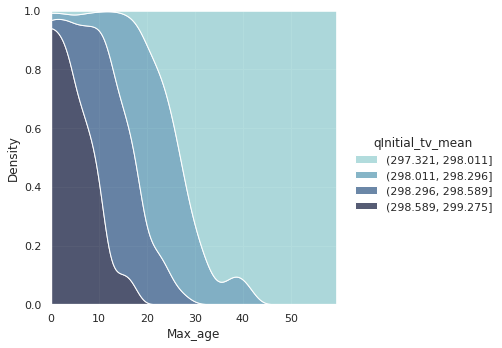 1.0
0.8
0.6
0.4
0.2
0.0
Density
0 10 20 30 40 50
Max_age
qInitial_tv_mean
(297.321, 298.011]
(298.011, 298.296]
(298.296, 298.589]
(298.589, 299.275]